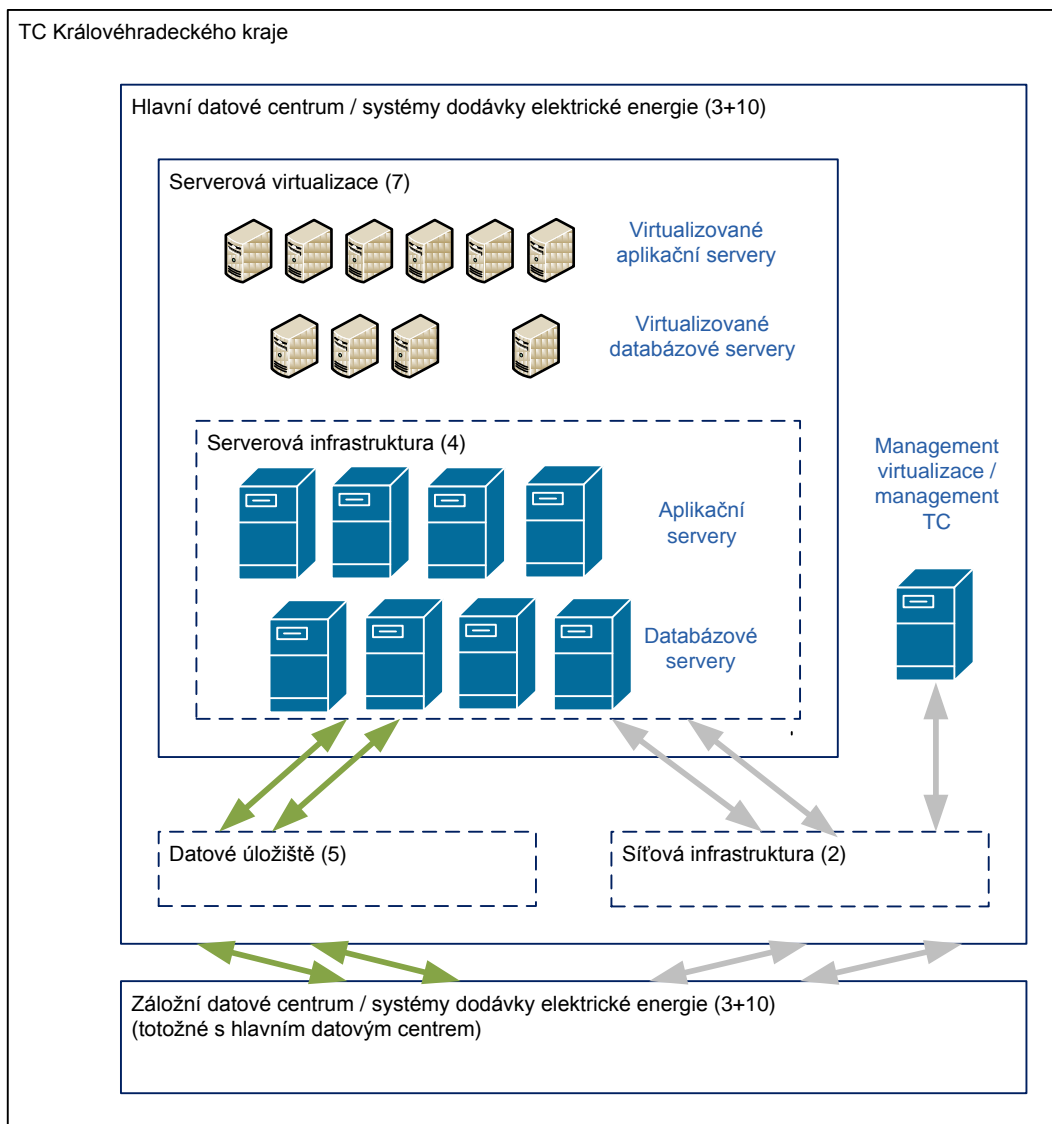 TC Královéhradeckého kraje
Hlavní datové centrum / systémy dodávky elektrické energie (3+10)
Serverová virtualizace (7)
Virtualizované
aplikační servery
Virtualizované
databázové servery
Serverová infrastruktura (4)
Aplikační
servery
Databázové
servery
Management
virtualizace /
management
TC
Datové úložiště (5)
Síťová infrastruktura (2)
Záložní datové centrum / systémy dodávky elektrické energie (3+10)
(totožné s hlavním datovým centrem)